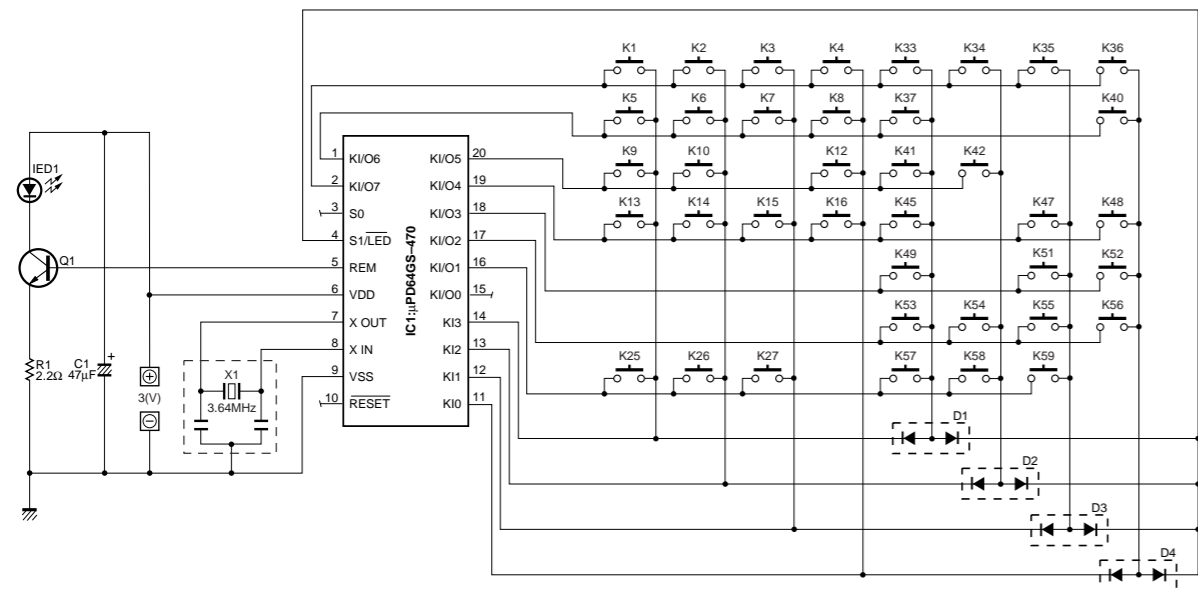 K1 K2 K3 K4 K33 K34 K35 K36
K5 K6 K7 K8 K37 K40
K9 K10 K12 K41 K42
K13 K14 K15 K16 K45 K47 K48
K49 K51 K52
K53 K54 K55 K56
K25 K26 K27 K57 K58 K59
D1
D2
D3
D4
IED1
Q1
R1
2.2Ω
C1
47µF
+
3(V)
X1
3.64MHz
IC1:µPD64GS–470
1 KI/O6
2 KI/O7
3 S0
4 S1/LED
5 REM
6 VDD
7 X OUT
8 X IN
9 VSS
10 RESET
20 KI/O5
19 KI/O4
18 KI/O3
17 KI/O2
16 KI/O1
15 KI/O0
14 KI3
13 KI2
12 KI1
11 KI0